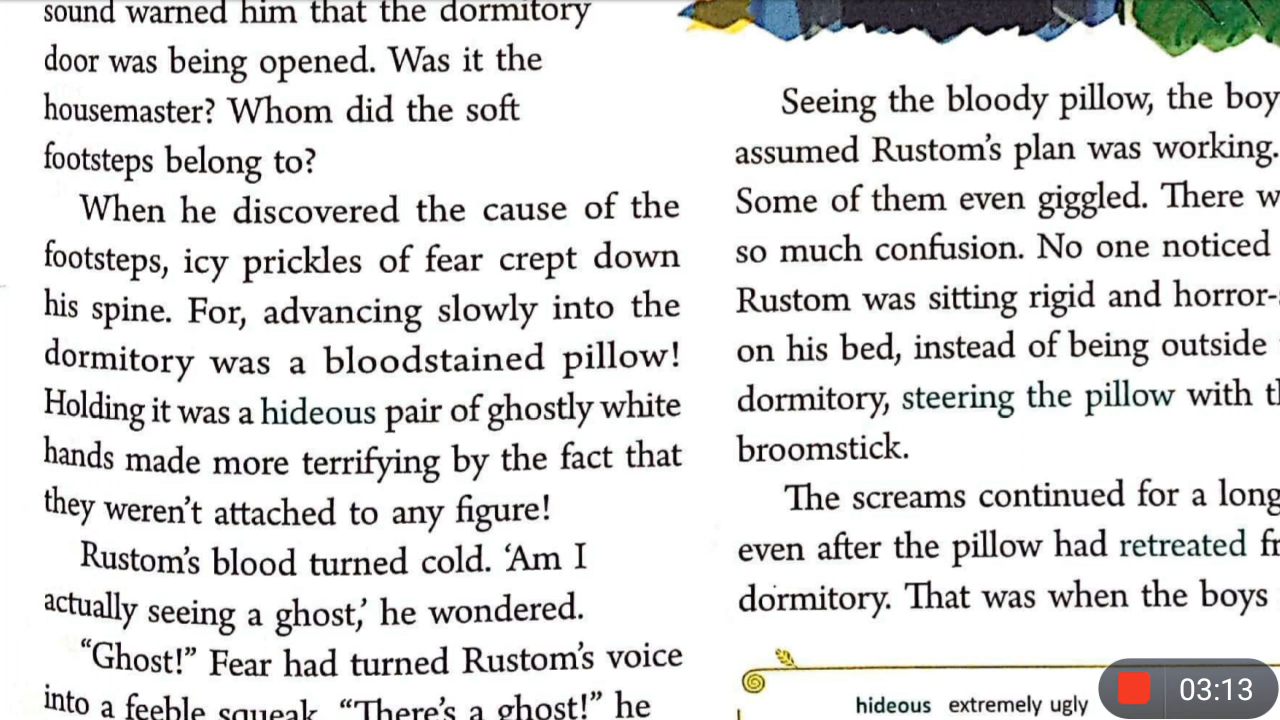 sound warned him that the dormitory
door was being opened. Was it the
housemaster? Whom did the soft
footsteps belong to?
When he discovered the cause of the
footsteps, icy prickles of fear crept down
his spine. For, advancing slowly into the
dormitory was a bloodstained pillow!
Holding it was a hideous pair of ghostly white
hands made more terrifying by the fact that
they weren't attached to any figure!
Rustom's blood turned cold. 'Am I
actually seeing a ghost,' he wondered.
"Ghost!" Fear had turned Rustom's voice
into a feeble squeak. "There's a ghost!" he
Seeing the bloody pillow, the boy
assumed Rustom's plan was working.
Some of them even giggled. There w
so much confusion. No one noticed
Rustom was sitting rigid and horror-
on his bed, instead of being outside
dormitory, steering the pillow with th
broomstick.
The screams continued for a long
even after the pillow had retreated fr
dormitory. That was when the boys
hideous extremely ugly
03:13